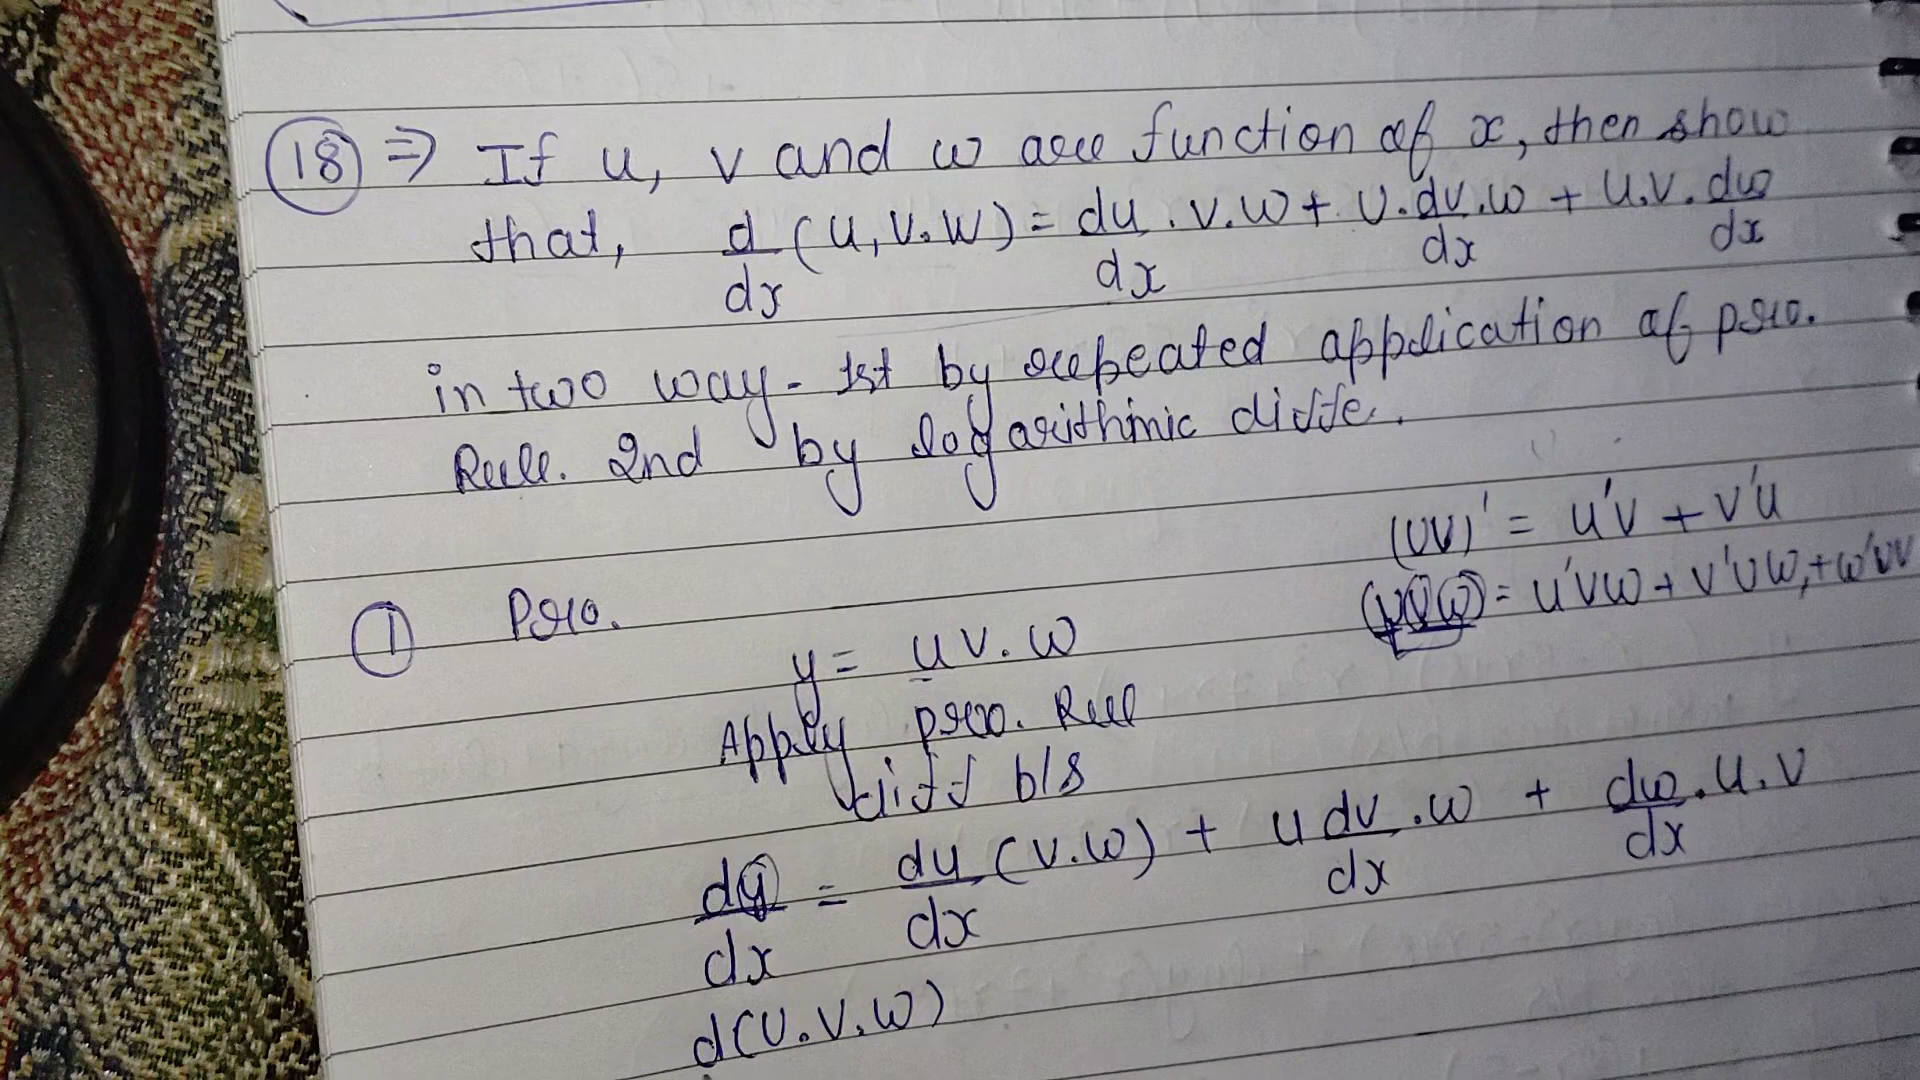 18 ⇒ If u, v and w are function of x, then show
that, d/dx (u, v.w) = du/dx . v.w + u. dv/dx .w + u.v. dw/dx
in two way - 1st by repeated application of pro.
Rule. 2nd by logarithmic diffe.
(uv)' = u'v + v'u
(uvw) = u'vw + v'uw, + w'uv
① Pro.
y = uv.w
Apply pro. Rule
diff b/s
dy/dx = du/dx (v.w) + u dv/dx .w + dw/dx .u.v
d(u.v.w)